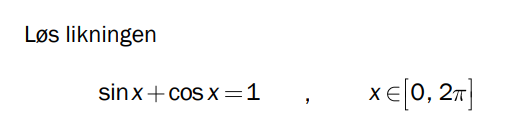 Løs likningen
sin x + cos x = 1 , x ∈ [0, 2π]